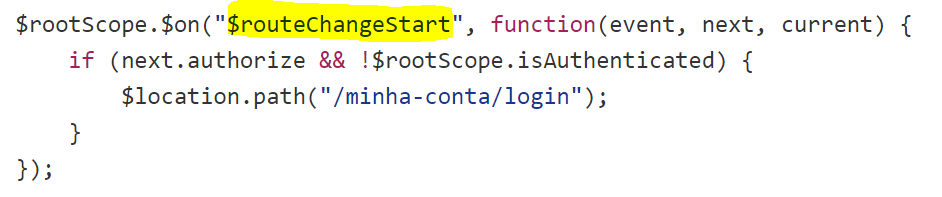 $rootScope.$on("$routeChangeStart", function(event, next, current) {
    if (next.authorize && !$rootScope.isAuthenticated) {
        $location.path("/minha-conta/login");
    }
});